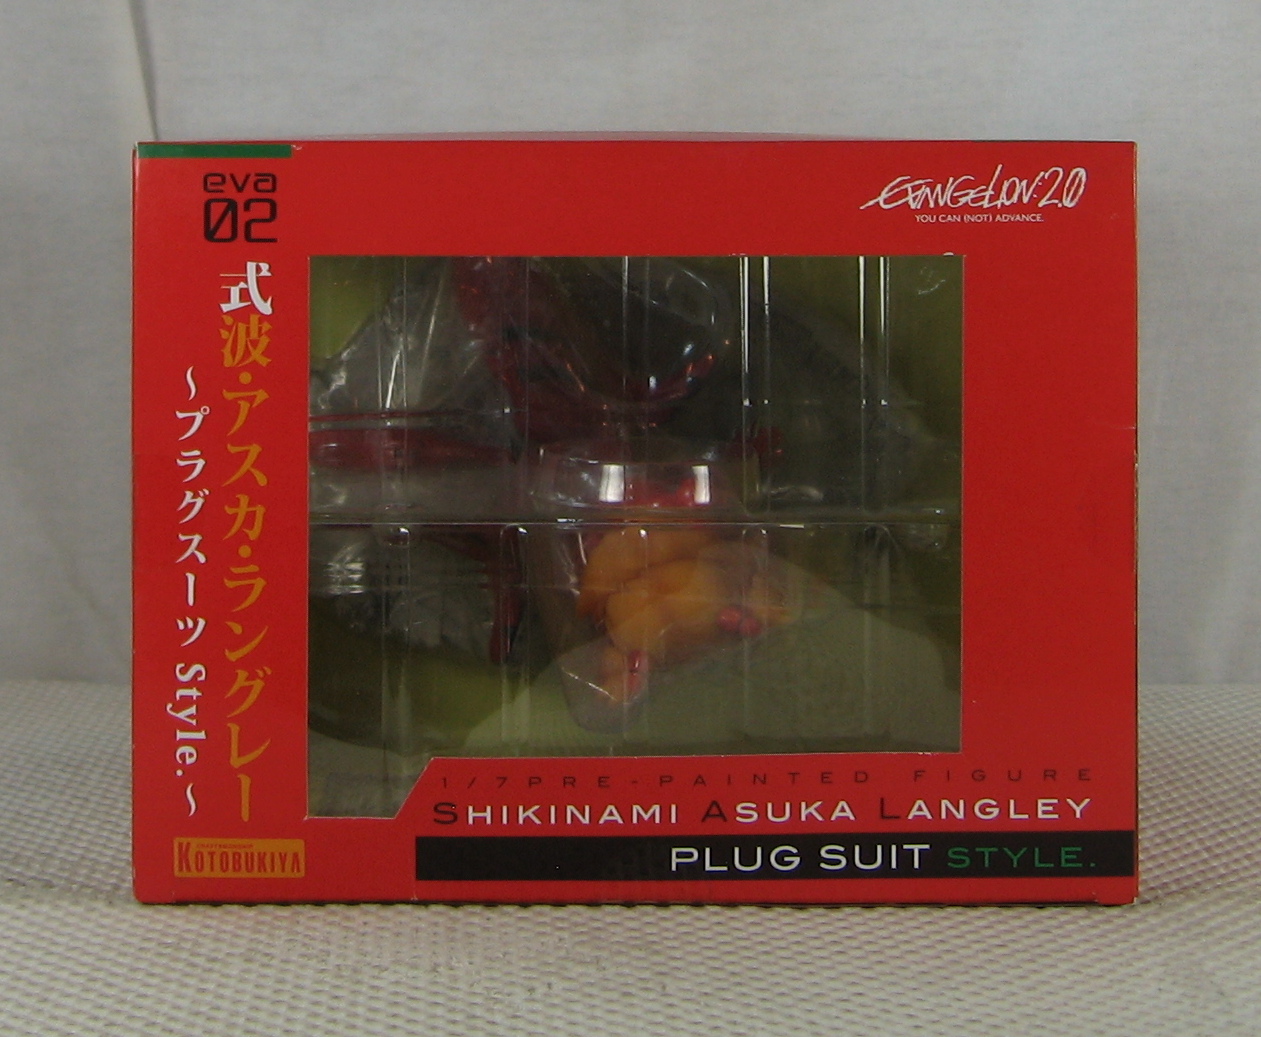 eva
02
EVANGELION:2.0
YOU CAN (NOT) ADVANCE.
式波・アスカ・ラングレー
～プラグスーツ Style.～
1/7 PRE-PAINTED FIGURE
SHIKINAMI ASUKA LANGLEY
PLUG SUIT STYLE.
KOTOBUKIYA